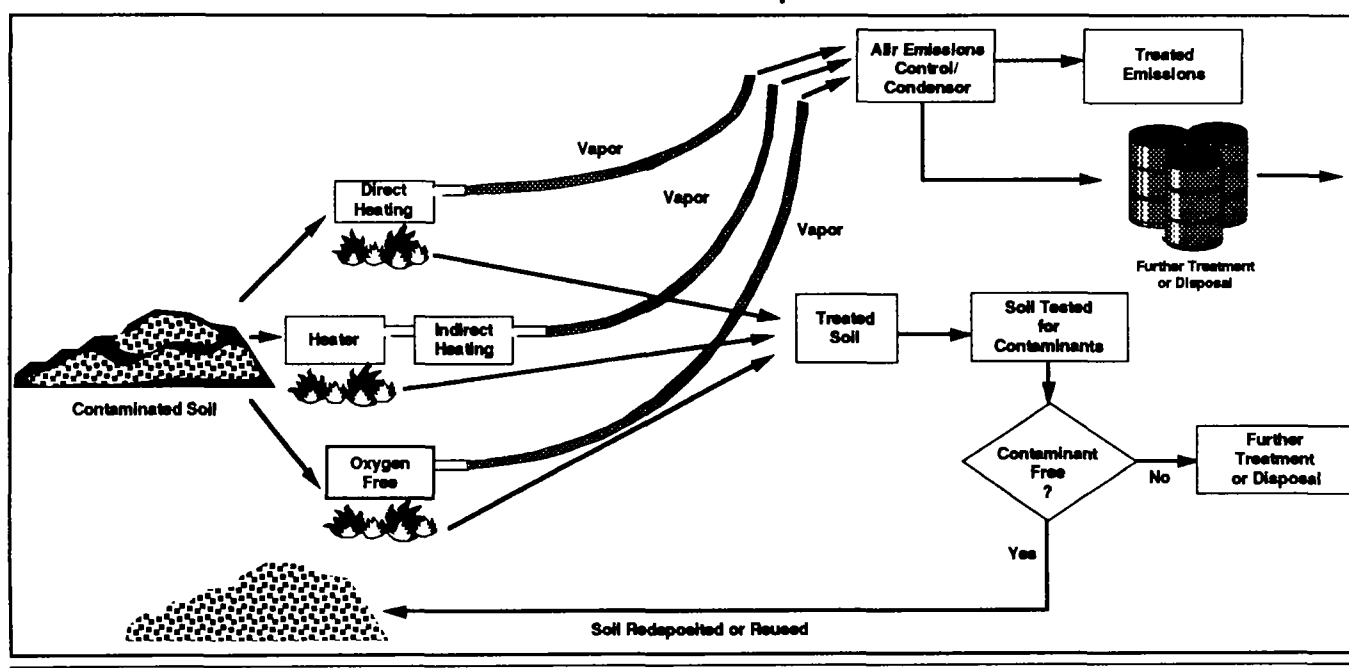 Air Emissions
Control/
Condensor
Treated
Emissions
Vapor
Direct
Heating
Vapor
Vapor
Further Treatment
or Disposal
Heater
Indirect
Heating
Treated
Soil
Soil Tested
for
Contaminants
Contaminated Soil
Oxygen
Free
Contaminant
Free
?
No
Further
Treatment
or Disposal
Yes
Soil Redeposited or Reused